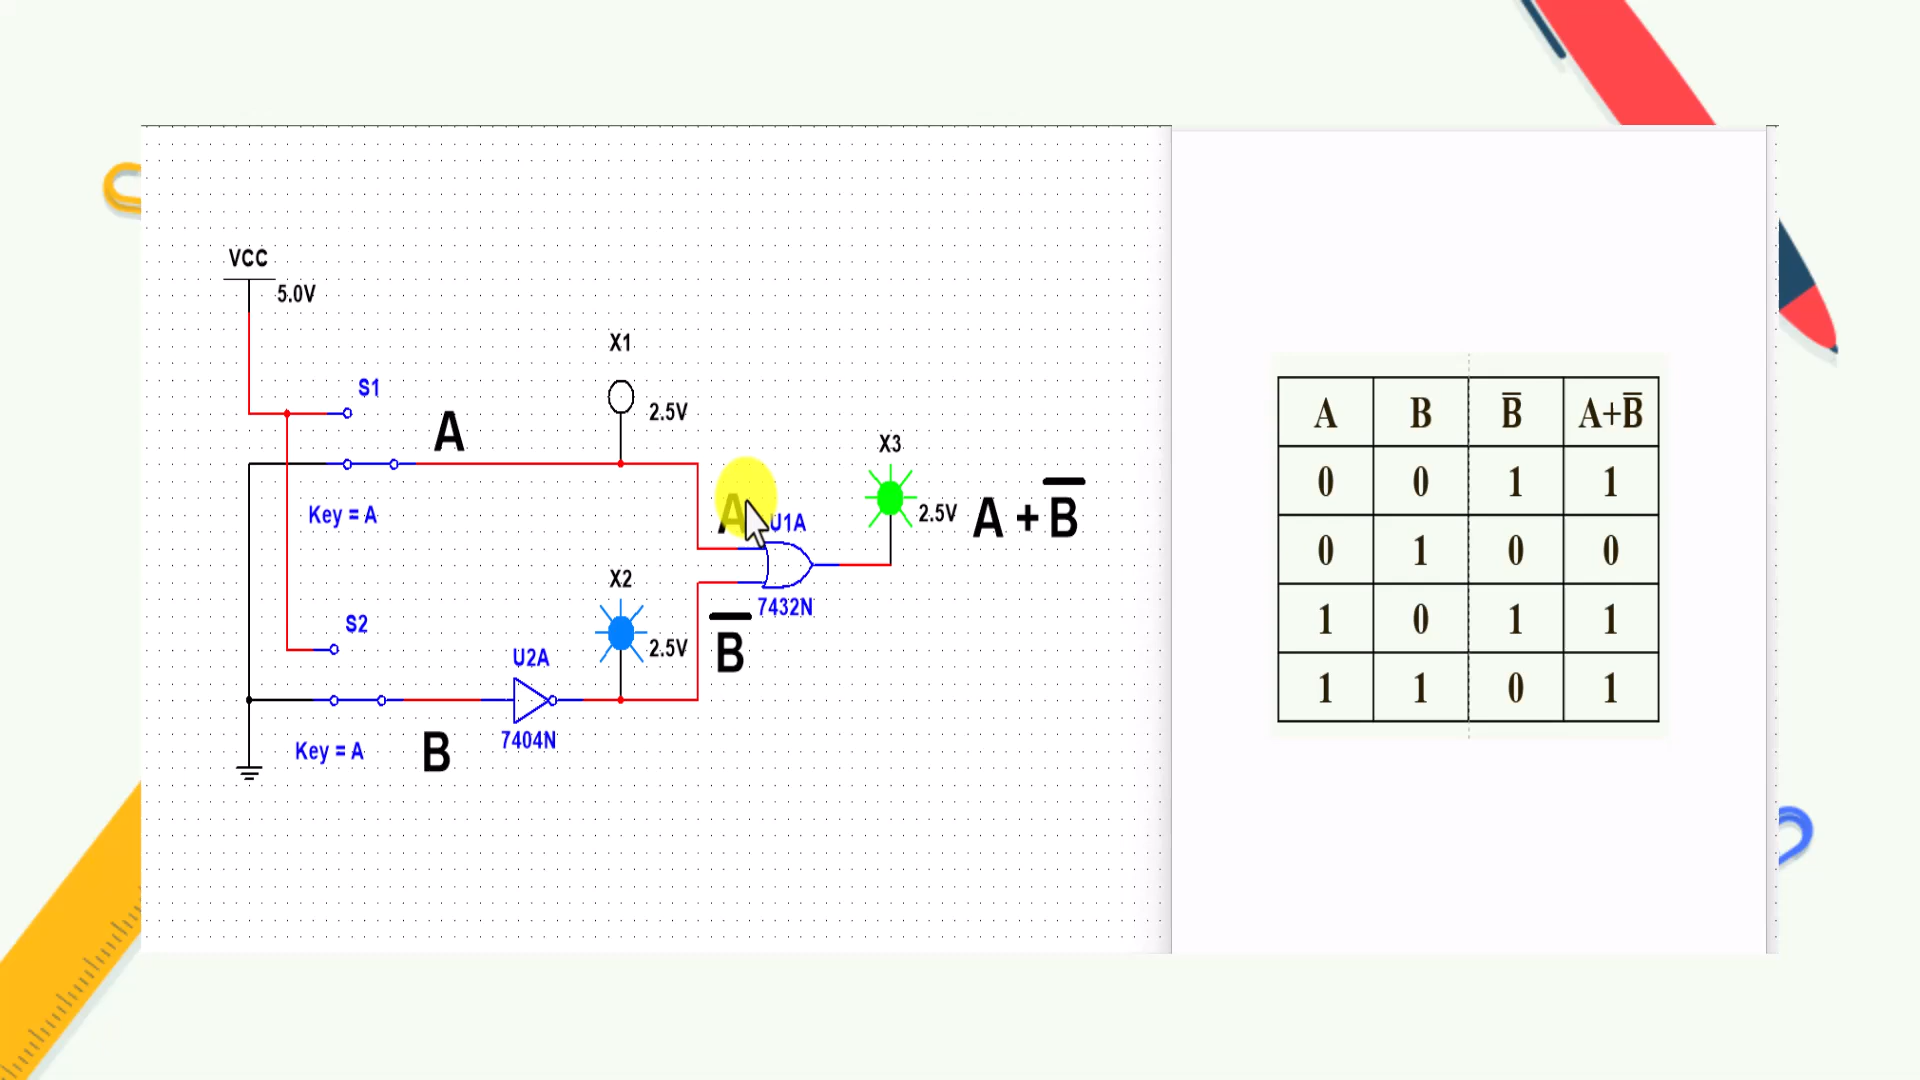 VCC
5.0V
S1
A
Key = A
X1
2.5V
X3
2.5V
A + B̅
A
U1A
7432N
X2
2.5V
B̅
S2
U2A
7404N
Key = A
B
A B B̅ A+B̅
0 0 1 1
0 1 0 0
1 0 1 1
1 1 0 1